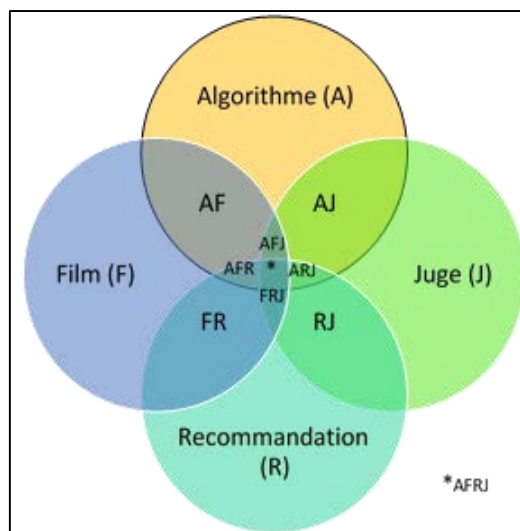 Algorithme (A)
AF
AJ
AFJ
Film (F)
AFR
*
ARJ
Juge (J)
FRJ
FR
RJ
Recommandation
(R)
*AFRJ